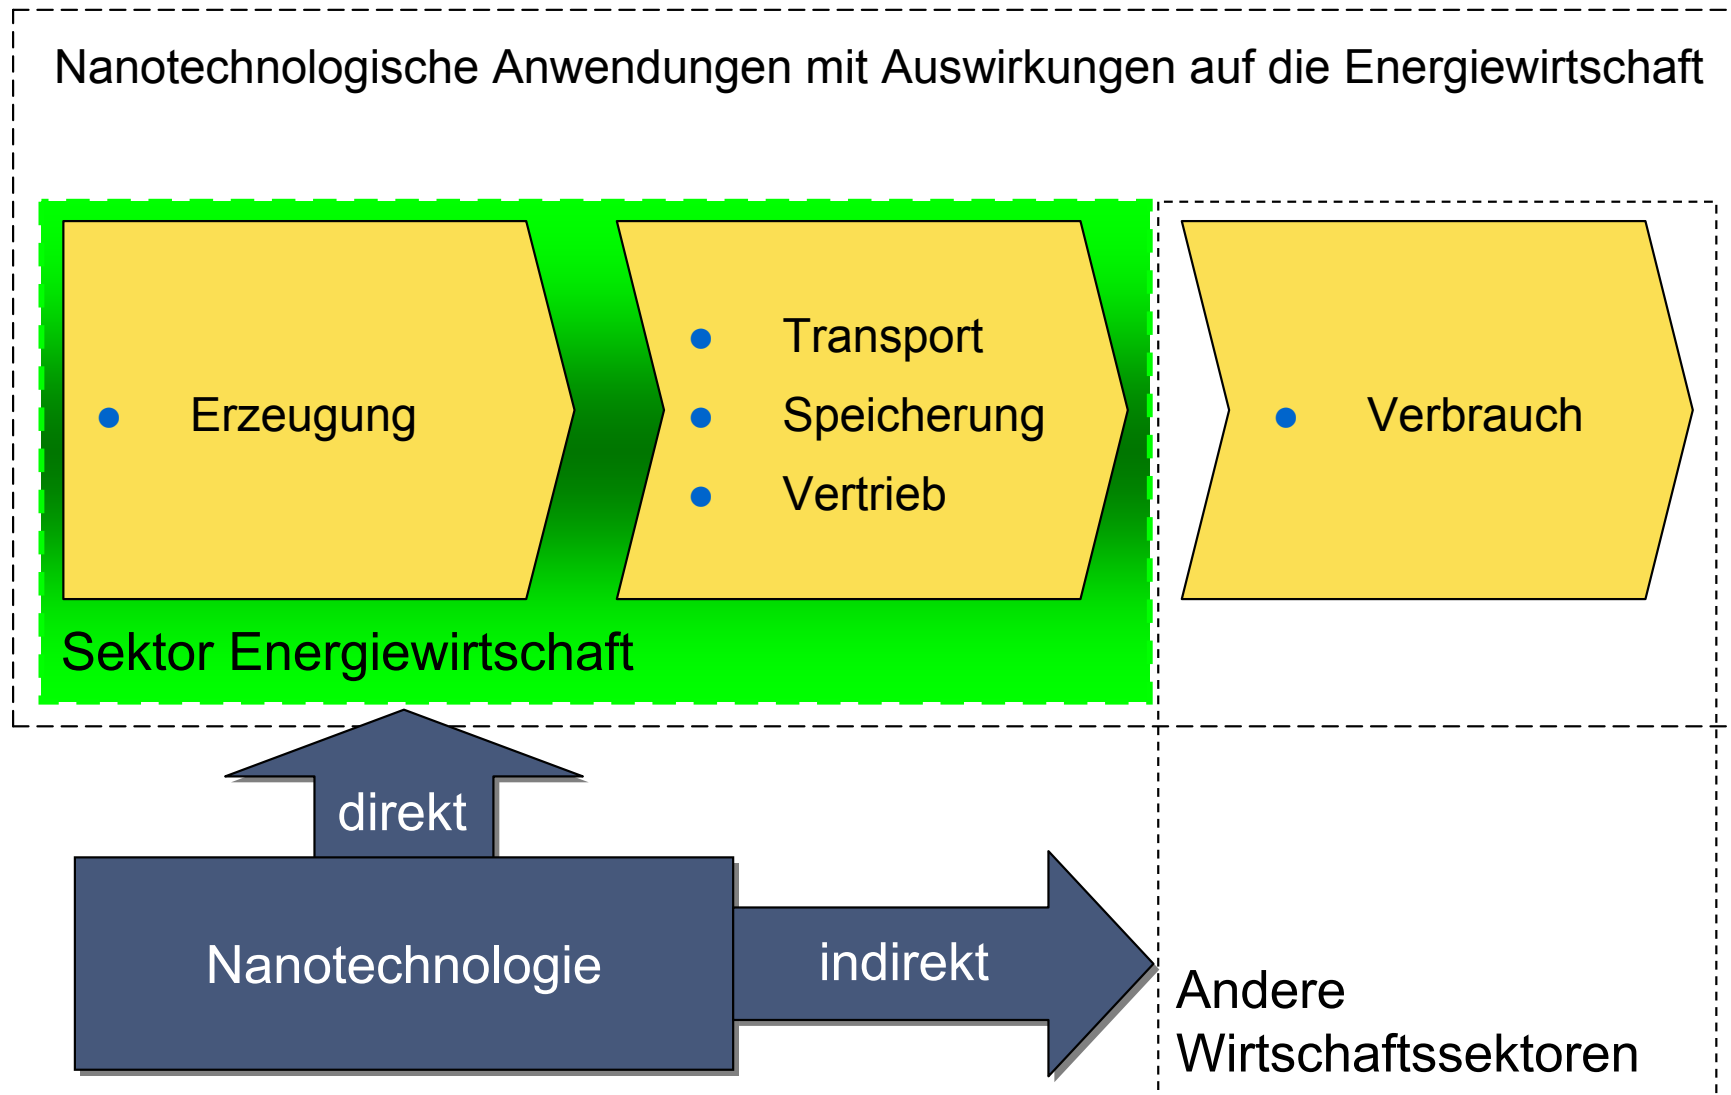 Nanotechnologische Anwendungen mit Auswirkungen auf die Energiewirtschaft
• Erzeugung
• Transport
• Speicherung
• Vertrieb
• Verbrauch
Sektor Energiewirtschaft
direkt
Nanotechnologie
indirekt
Andere
Wirtschaftssektoren